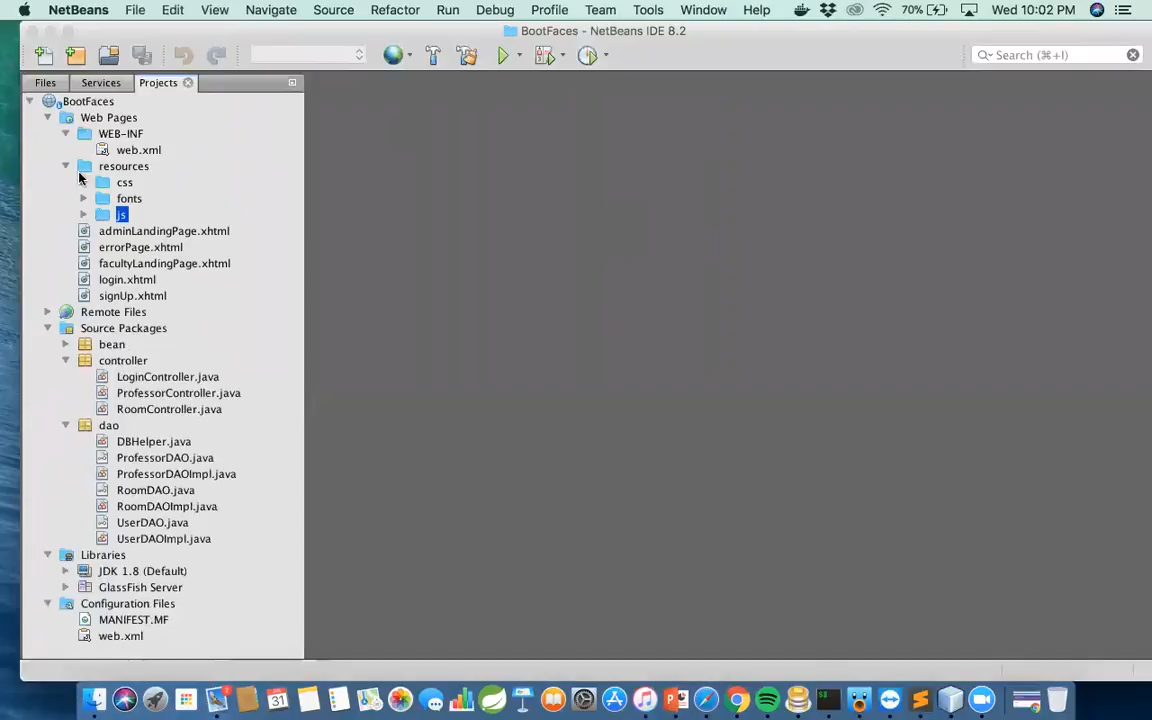 NetBeans File Edit View Navigate Source Refactor Run Debug Profile Team Tools Window Help 70% Wed 10:02 PM
BootFaces - NetBeans IDE 8.2
Search (⌘+I)
Files Services Projects
BootFaces
Web Pages
WEB-INF
web.xml
resources
css
fonts
js
adminLandingPage.xhtml
errorPage.xhtml
facultyLandingPage.xhtml
login.xhtml
signUp.xhtml
Remote Files
Source Packages
bean
controller
LoginController.java
ProfessorController.java
RoomController.java
dao
DBHelper.java
ProfessorDAO.java
ProfessorDAOImpl.java
RoomDAO.java
RoomDAOImpl.java
UserDAO.java
UserDAOImpl.java
Libraries
JDK 1.8 (Default)
GlassFish Server
Configuration Files
MANIFEST.MF
web.xml
31